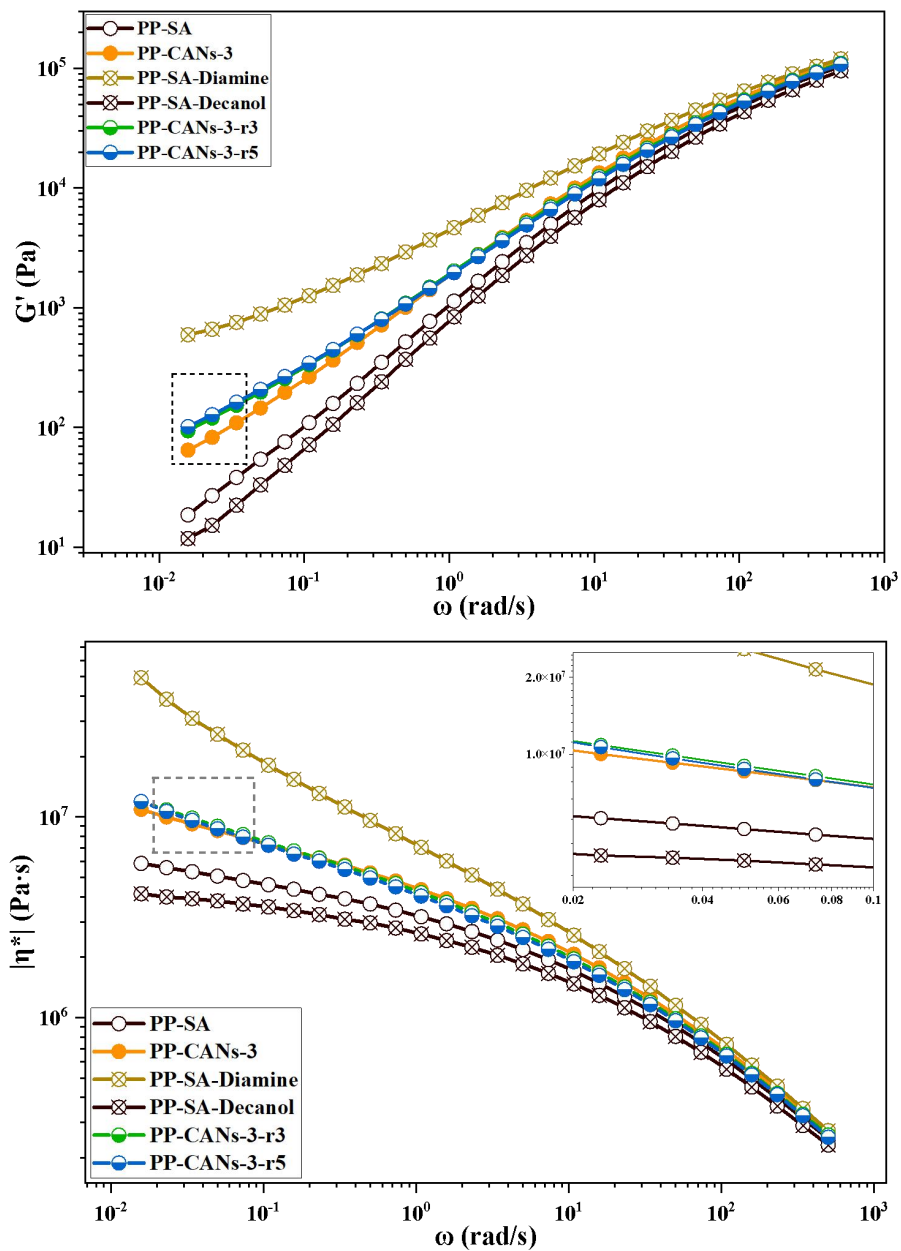 PP-SA
PP-CANs-3
PP-SA-Diamine
PP-SA-Decanol
PP-CANs-3-r3
PP-CANs-3-r5
10⁵
10⁴
10³
10²
10¹
G' (Pa)
10⁻² 10⁻¹ 10⁰ 10¹ 10² 10³
ω (rad/s)
2.0×10⁷
1.0×10⁷
0.02 0.04 0.06 0.08 0.1
10⁷
10⁶
|η*| (Pa·s)
PP-SA
PP-CANs-3
PP-SA-Diamine
PP-SA-Decanol
PP-CANs-3-r3
PP-CANs-3-r5
10⁻² 10⁻¹ 10⁰ 10¹ 10² 10³
ω (rad/s)